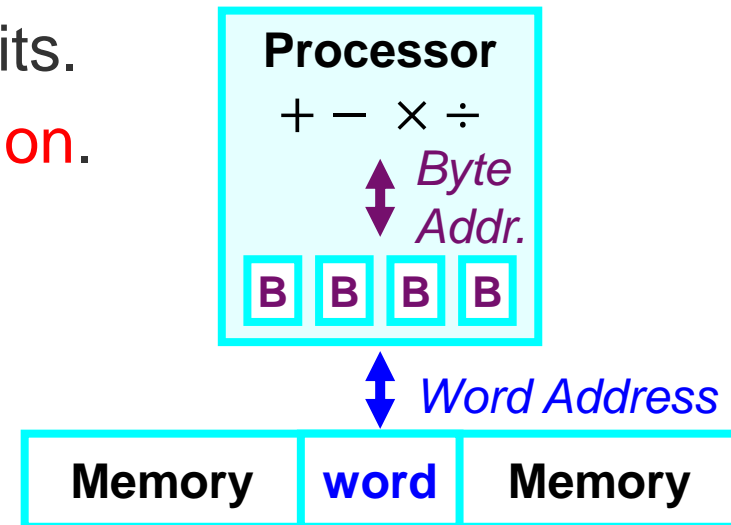 its.
on.
Processor
+ − × ÷
Byte
Addr.
B B B B
Word Address
Memory word Memory